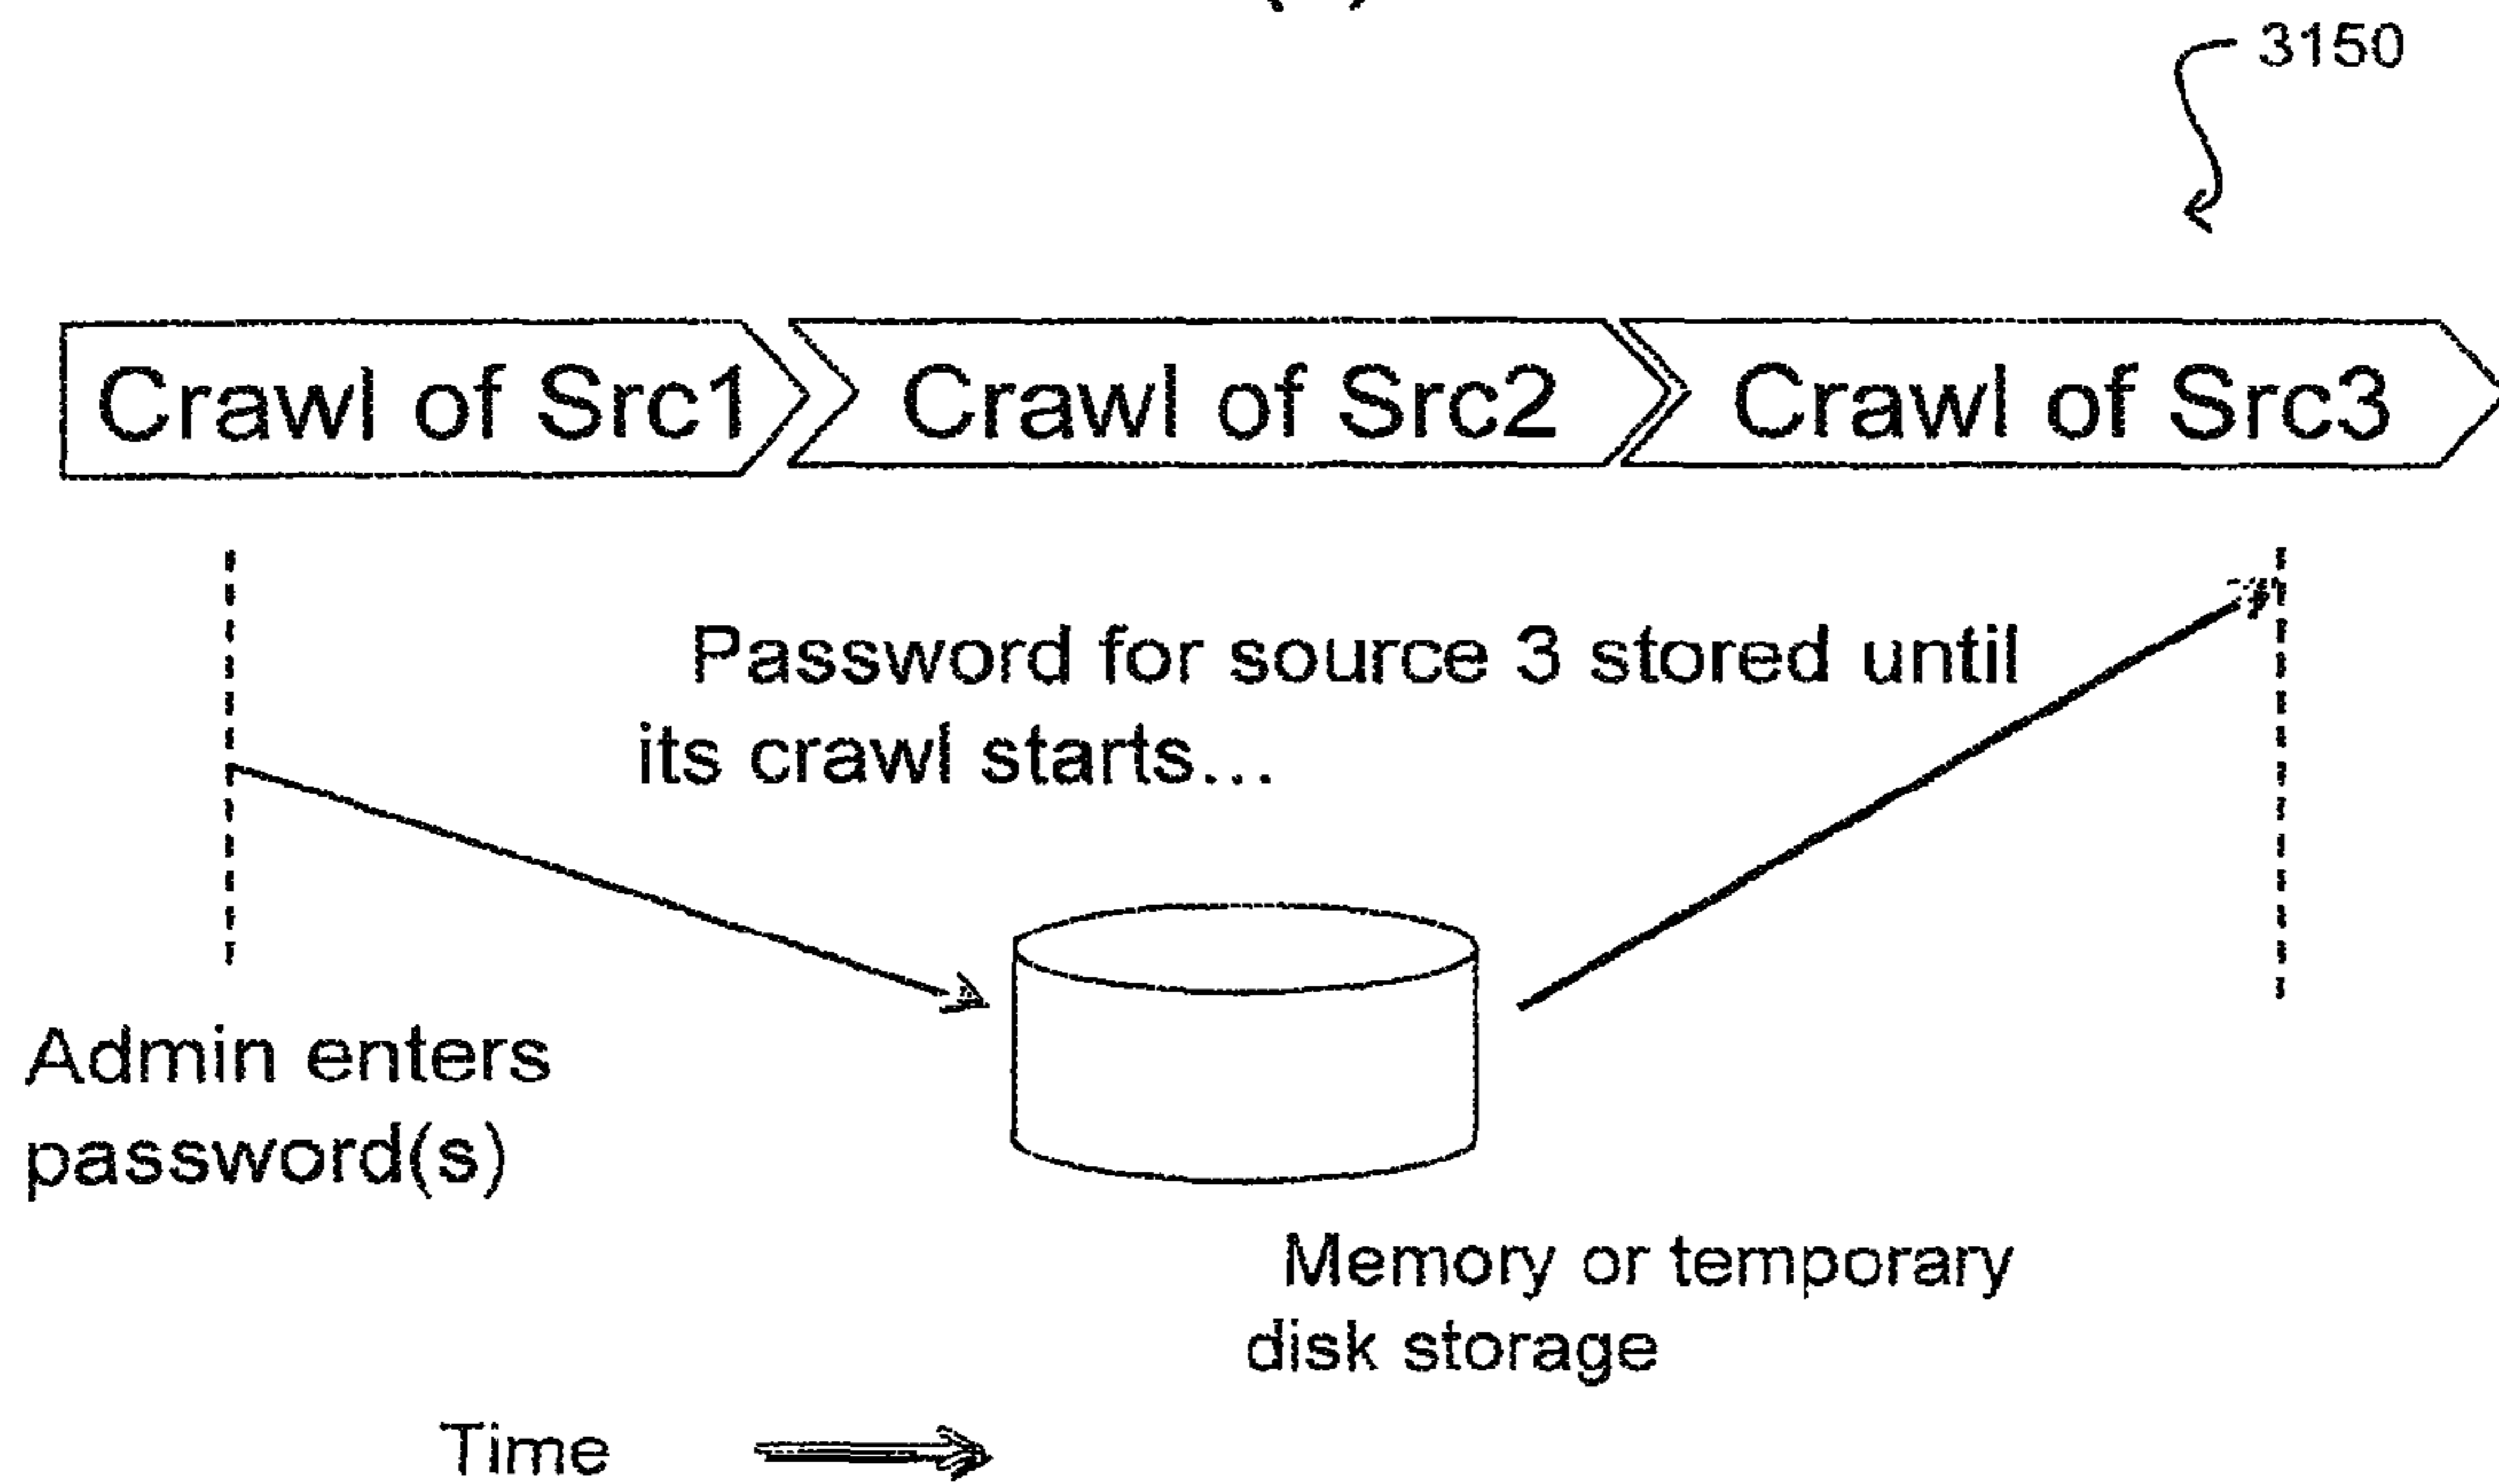 3150
Crawl of Src1 Crawl of Src2 Crawl of Src3
Password for source 3 stored until
its crawl starts...
Admin enters
password(s)
Memory or temporary
disk storage
Time